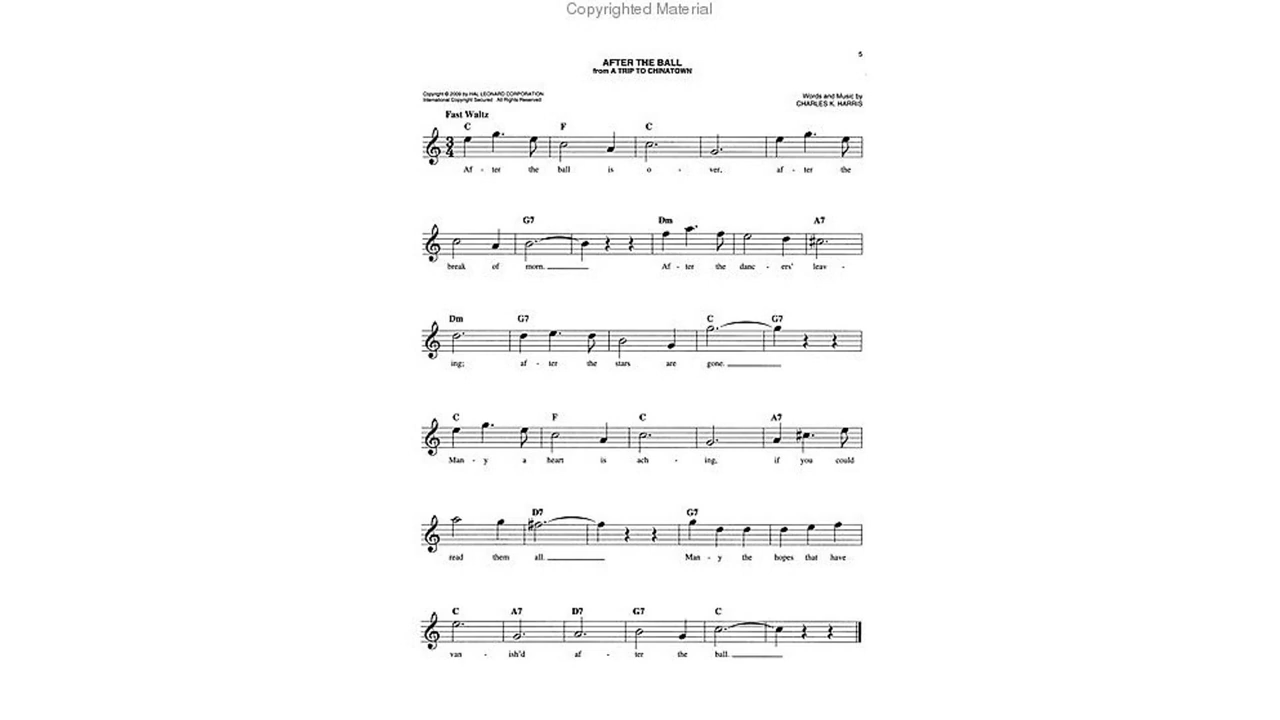 Copyrighted Material
5
AFTER THE BALL
from A TRIP TO CHINATOWN
Copyright © 2009 by HAL LEONARD CORPORATION
International Copyright Secured All Rights Reserved
Words and Music by
CHARLES K. HARRIS
Fast Waltz
C F C
3/4
Af - ter the ball is o - ver, af - ter the
G7 Dm A7
break of morn. Af - ter the danc - ers' leav -
Dm G7 C G7
ing; af - ter the stars are gone.
C F C A7
Man - y a heart is ach - ing, if you could
D7 G7
read them all. Man - y the hopes that have
C A7 D7 G7 C
van - ish'd af - ter the ball.